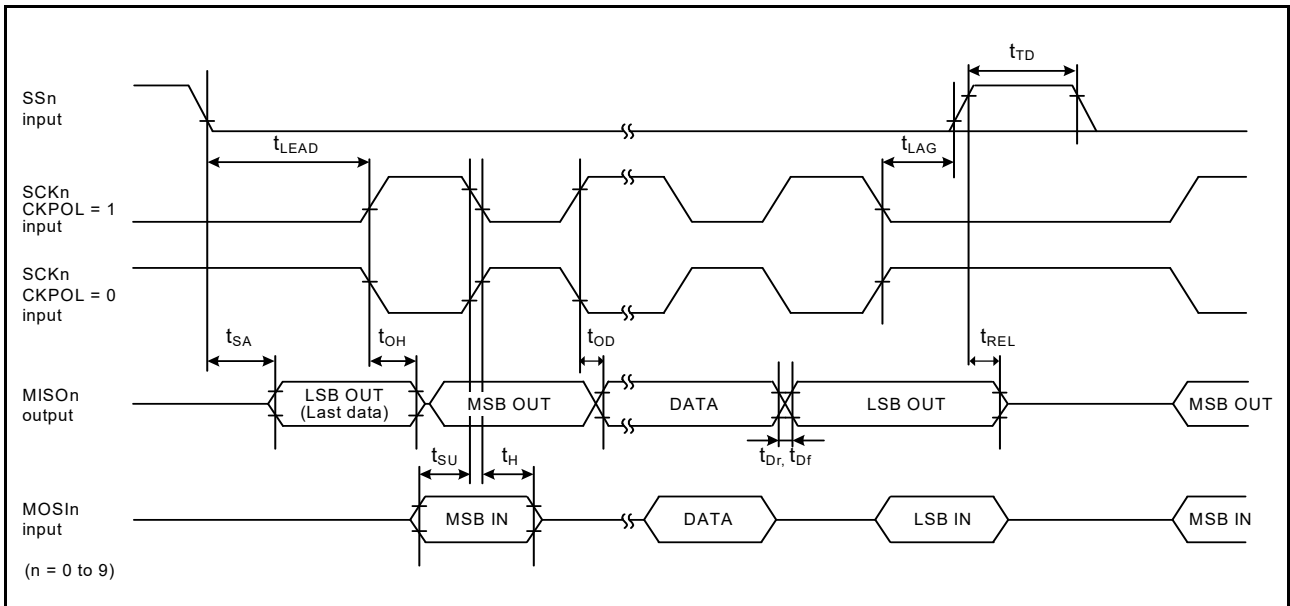 tTD
SSn
input
tLEAD
tLAG
SCKn
CKPOL = 1
input
SCKn
CKPOL = 0
input
tSA
tOH
tOD
tREL
MISOn
output
LSB OUT
(Last data)
MSB OUT
DATA
LSB OUT
MSB OUT
tSU
tH
tDr, tDf
MOSIn
input
MSB IN
DATA
LSB IN
MSB IN
(n = 0 to 9)